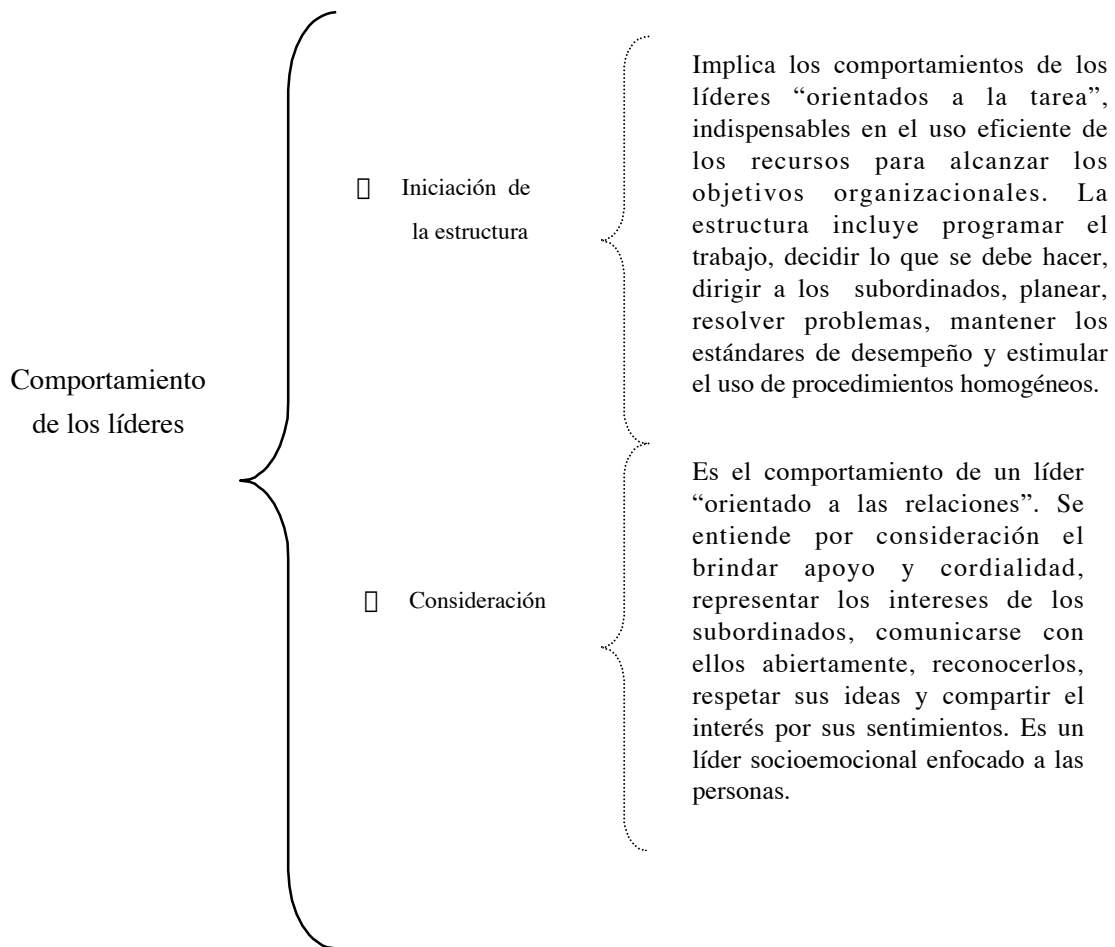 Comportamiento
de los líderes
Iniciación de
la estructura
Implica los comportamientos de los
líderes “orientados a la tarea”,
indispensables en el uso eficiente de
los recursos para alcanzar los
objetivos organizacionales. La
estructura incluye programar el
trabajo, decidir lo que se debe hacer,
dirigir a los subordinados, planear,
resolver problemas, mantener los
estándares de desempeño y estimular
el uso de procedimientos homogéneos.
Consideración
Es el comportamiento de un líder
“orientado a las relaciones”. Se
entiende por consideración el
brindar apoyo y cordialidad,
representar los intereses de los
subordinados, comunicarse con
ellos abiertamente, reconocerlos,
respetar sus ideas y compartir el
interés por sus sentimientos. Es un
líder socioemocional enfocado a las
personas.